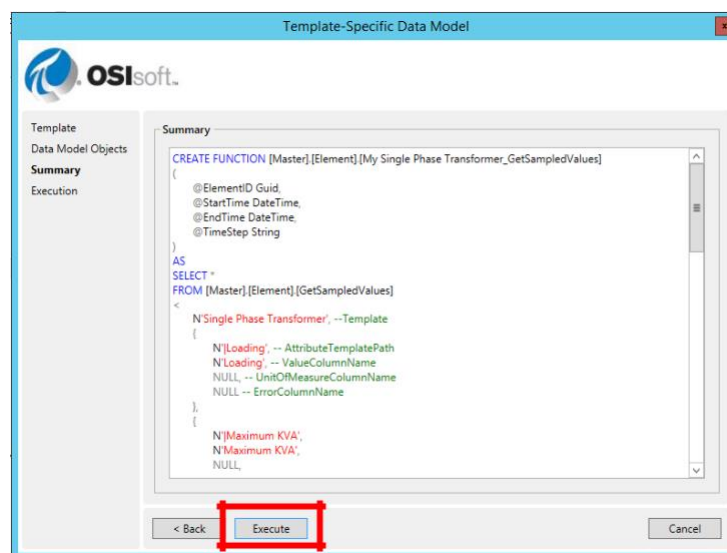 Template-Specific Data Model
x
OSIsoft.
Template
Data Model Objects
Summary
Execution
Summary
CREATE FUNCTION [Master].[Element].[My Single Phase Transformer_GetSampledValues]
(
@ElementID Guid,
@StartTime DateTime,
@EndTime DateTime,
@TimeStep String
)
AS
SELECT *
FROM [Master].[Element].[GetSampledValues]
<
N'Single Phase Transformer', --Template
{
N'|Loading', -- AttributeTemplatePath
N'Loading', -- ValueColumnName
NULL, -- UnitOfMeasureColumnName
NULL -- ErrorColumnName
},
{
N'|Maximum KVA',
N'Maximum KVA',
NULL,
< Back
Execute
Cancel